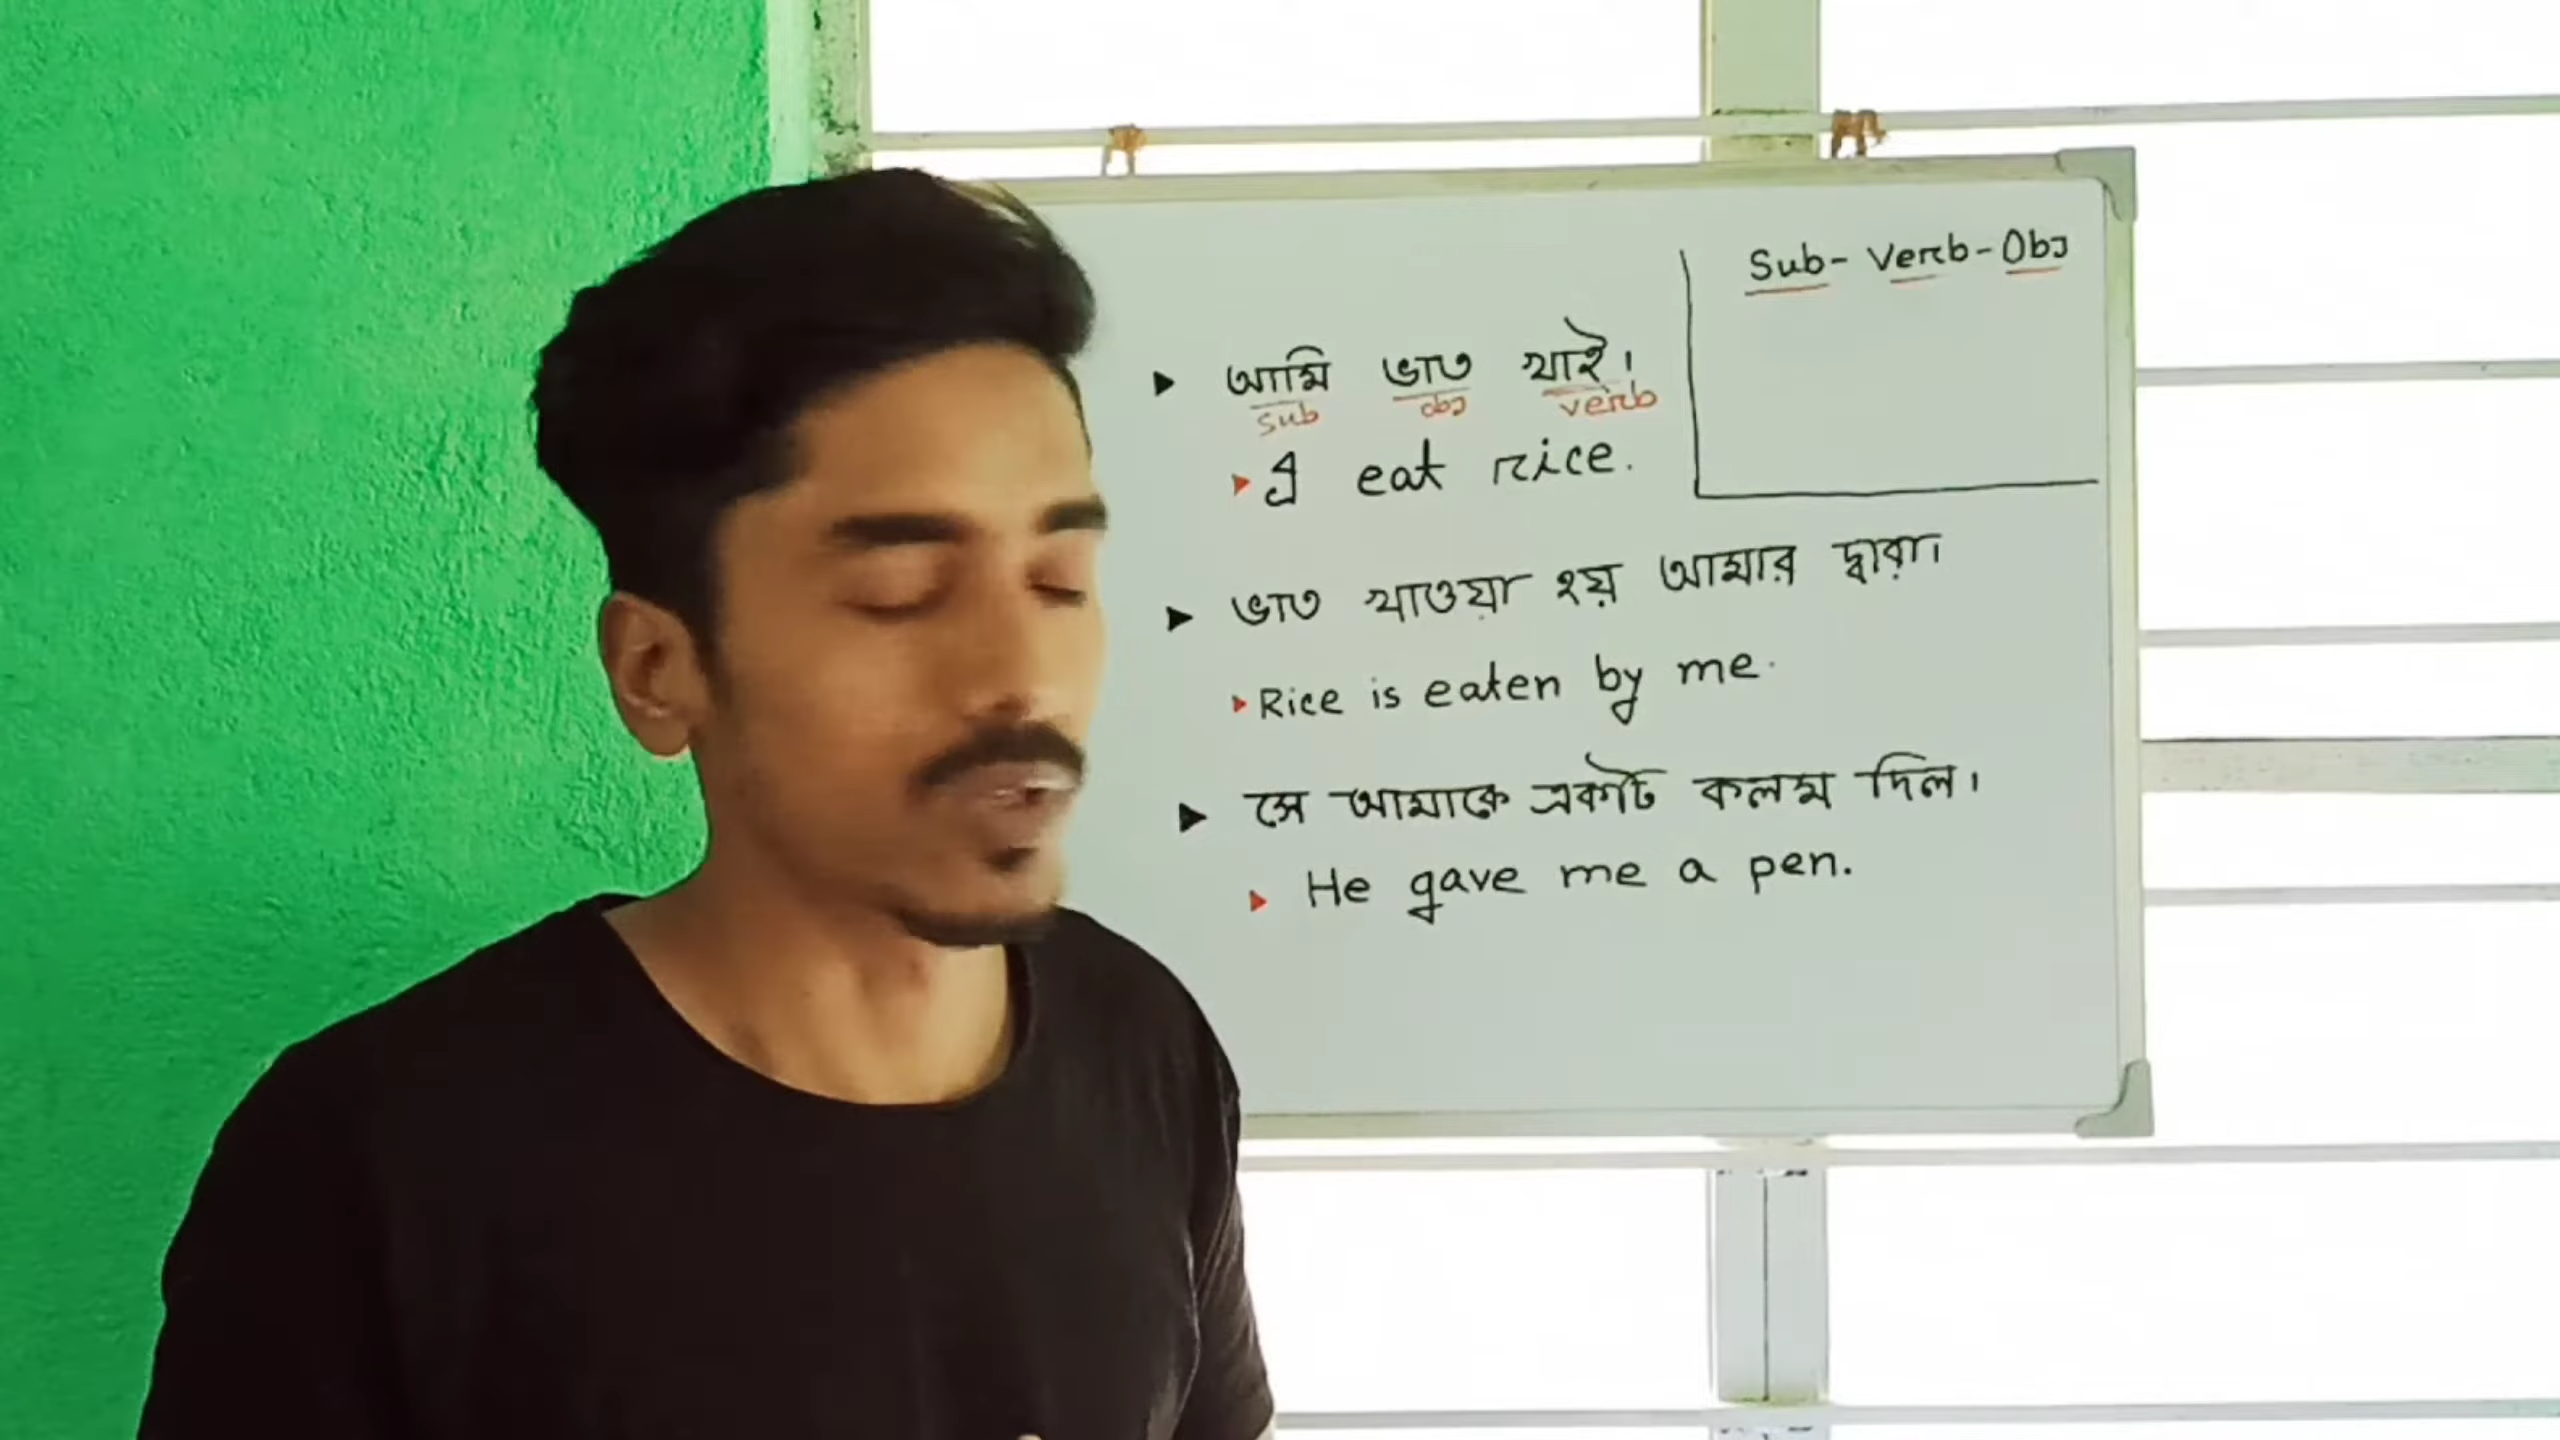 Sub- Verb- Obj
▸ আমি ভাত খাই।
sub obj verb
▸ I eat rice.
▸ ভাত খাওয়া হয় আমার দ্বারা।
▸ Rice is eaten by me.
▸ সে আমাকে একটি কলম দিল।
▸ He gave me a pen.